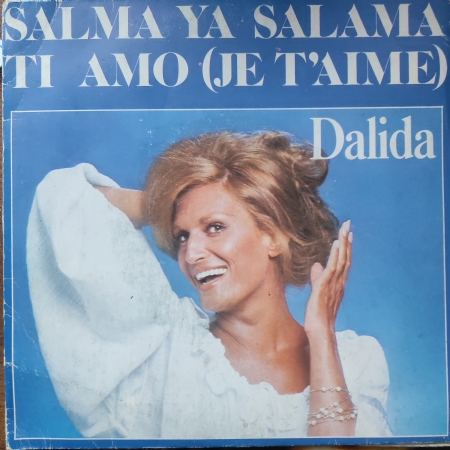 SALMA YA SALAMA
TI AMO (JE T'AIME)
Dalida